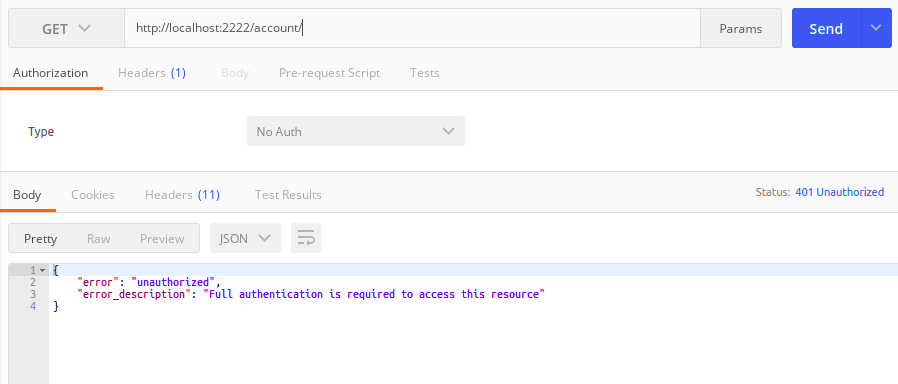 GET http://localhost:2222/account/ Params Send
Authorization Headers (1) Body Pre-request Script Tests
Type No Auth
Body Cookies Headers (11) Test Results Status: 401 Unauthorized
Pretty Raw Preview JSON
1 {
2 "error": "unauthorized",
3 "error_description": "Full authentication is required to access this resource"
4 }